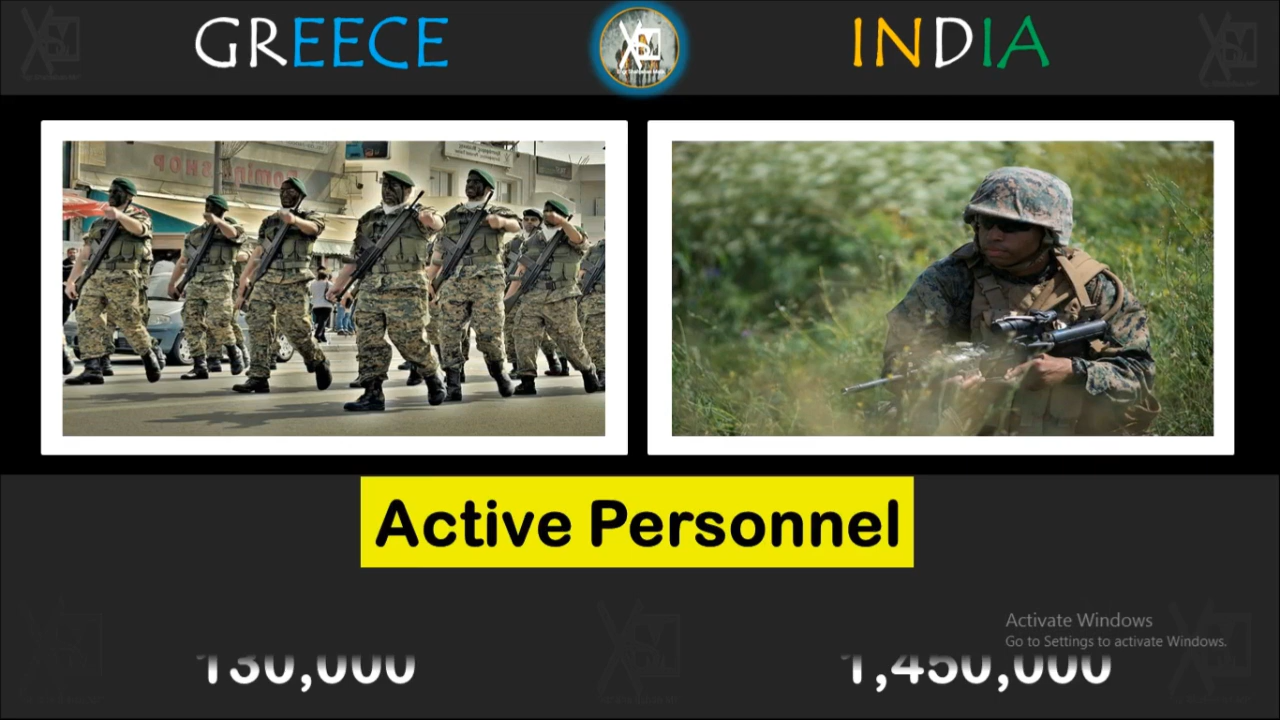 GREECE
INDIA
Active Personnel
Activate Windows
Go to Settings to activate Windows.
130,000
1,450,000